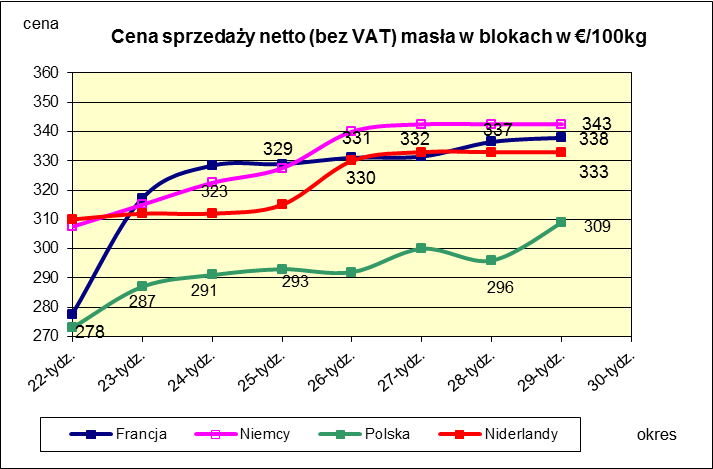 cena
Cena sprzedaży netto (bez VAT) masła w blokach w €/100kg
360
350
340
330
320
310
300
290
280
270
278
287
291
293
296
309
323
329
331
330
332
337
343
338
333
22-tydz.
23-tydz.
24-tydz.
25-tydz.
26-tydz.
27-tydz.
28-tydz.
29-tydz.
30-tydz.
Francja Niemcy Polska Niderlandy
okres